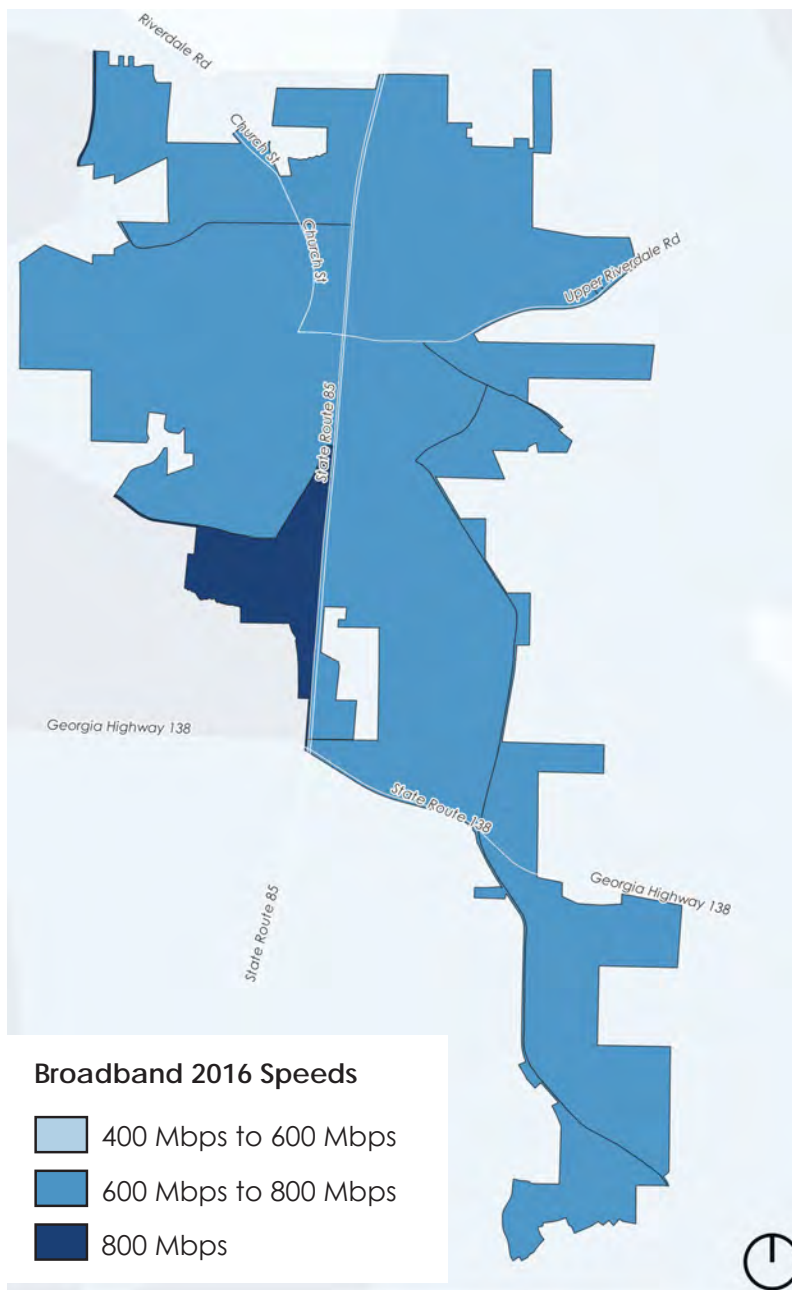 Riverdale Rd
Church St
Church St
Upper Riverdale Rd
State Route 85
Georgia Highway 138
State Route 138
Georgia Highway 138
State Route 85
Broadband 2016 Speeds
400 Mbps to 600 Mbps
600 Mbps to 800 Mbps
800 Mbps